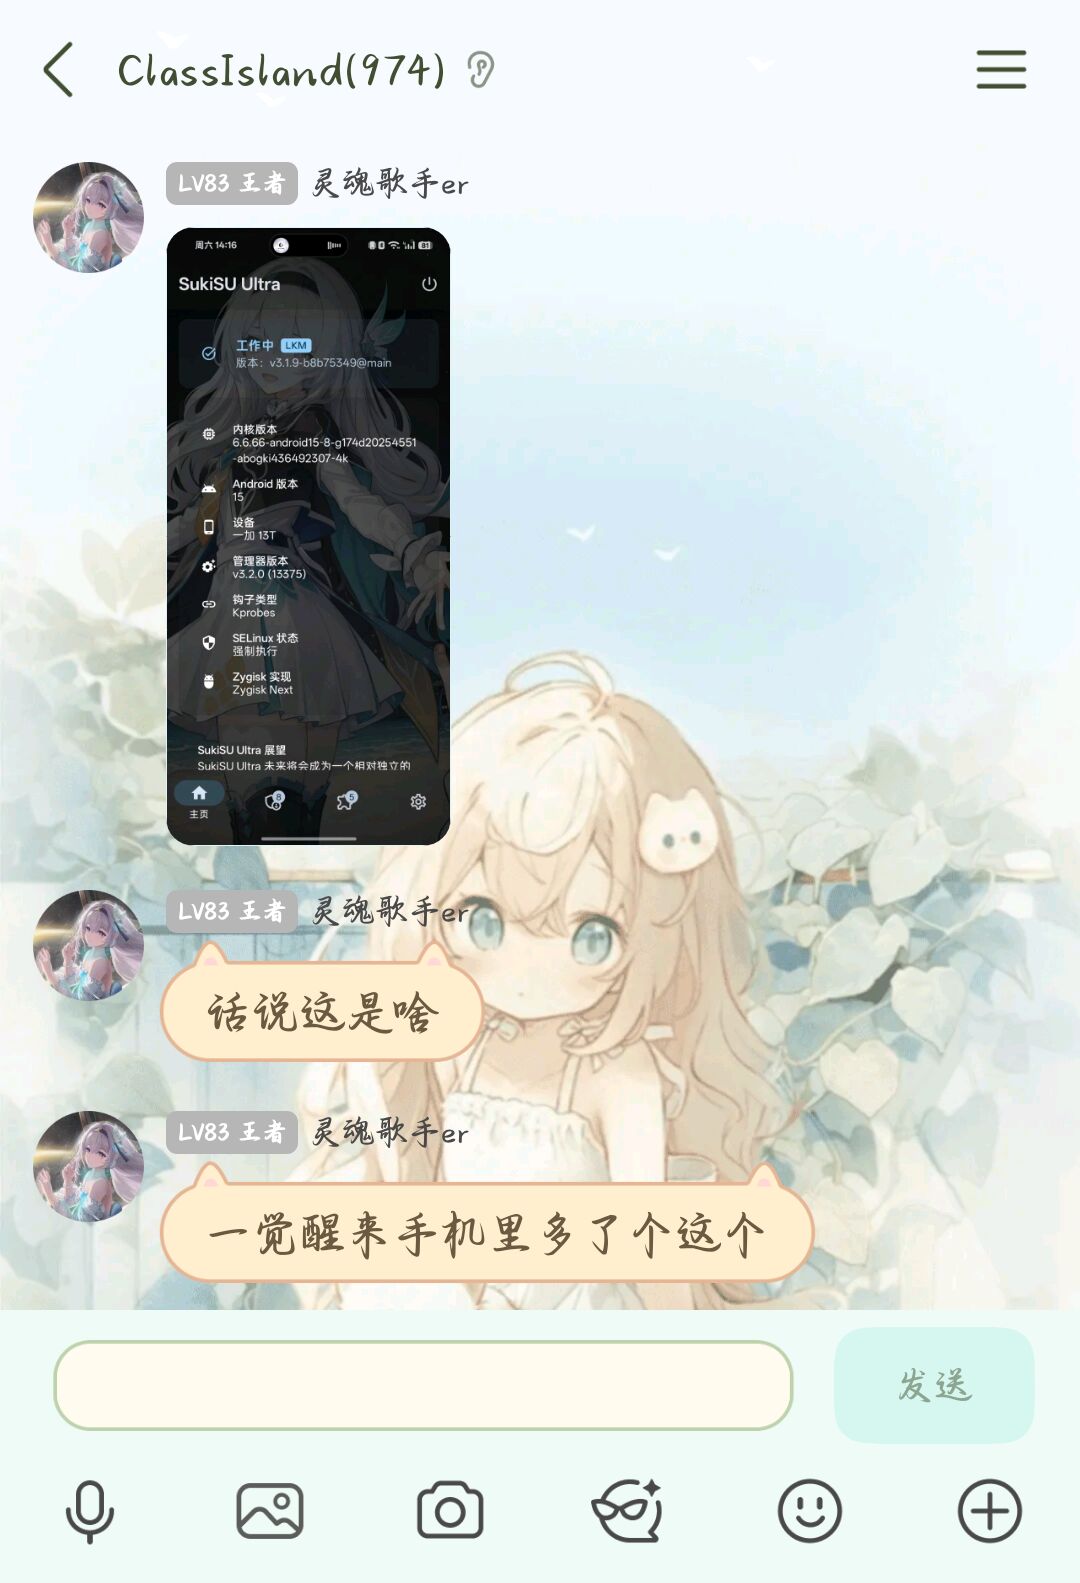 ClassIsland(974)
LV83 王者 灵魂歌手er
周六 14:16
81
SukiSU Ultra
工作中 LKM
版本：v3.1.9-b8b75349@main
内核版本
6.6.66-android15-8-g174d20254551
-abogki436492307-4k
Android 版本
15
设备
一加 13T
管理器版本
v3.2.0 (13375)
钩子类型
Kprobes
SELinux 状态
强制执行
Zygisk 实现
Zygisk Next
SukiSU Ultra 展望
SukiSU Ultra 未来将会成为一个相对独立的
5
主页
LV83 王者 灵魂歌手er
话说这是啥
LV83 王者 灵魂歌手er
一觉醒来手机里多了个这个
发送